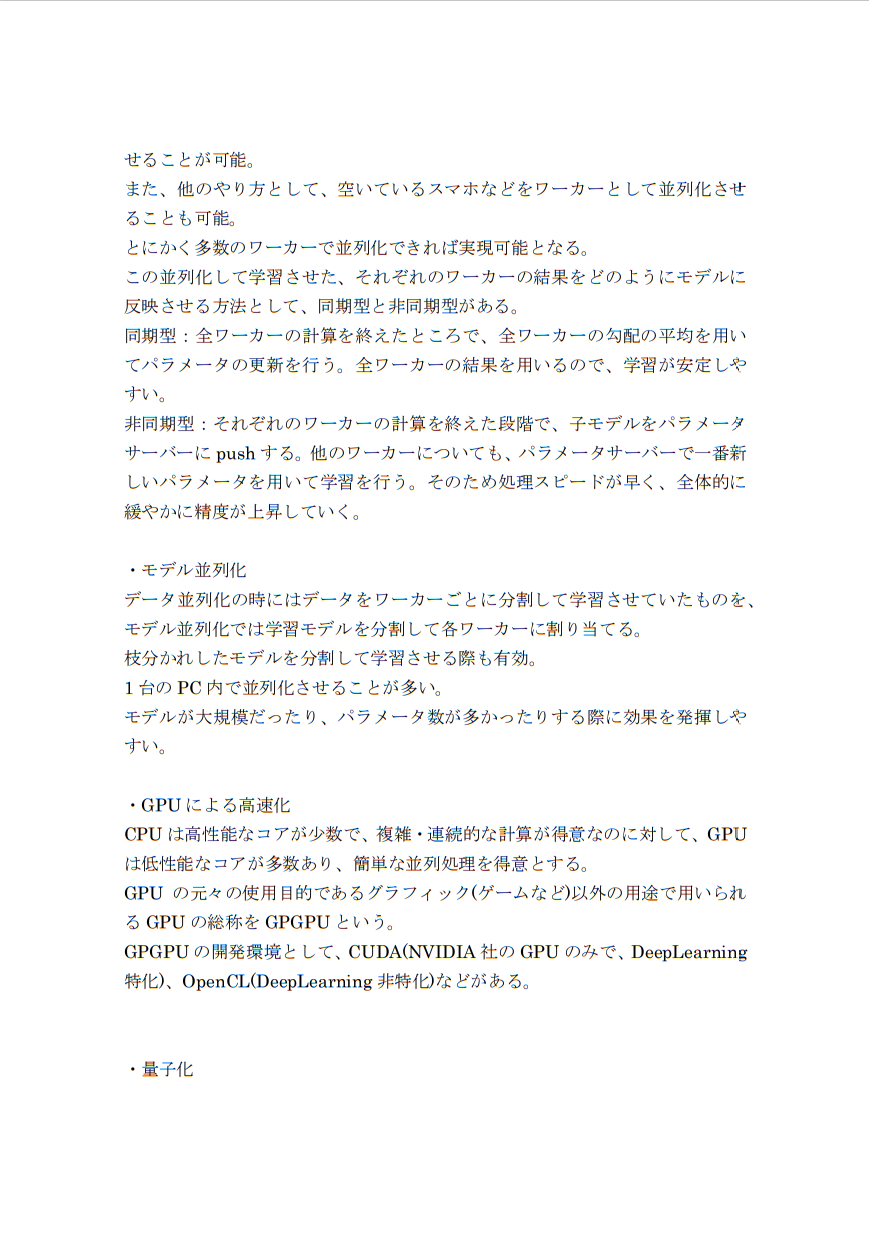 せることが可能。
また、他のやり方として、空いているスマホなどをワーカーとして並列化させ
ることも可能。
とにかく多数のワーカーで並列化できれば実現可能となる。
この並列化して学習させた、それぞれのワーカーの結果をどのようにモデルに
反映させる方法として、同期型と非同期型がある。
同期型：全ワーカーの計算を終えたところで、全ワーカーの勾配の平均を用い
てパラメータの更新を行う。全ワーカーの結果を用いるので、学習が安定しや
すい。
非同期型：それぞれのワーカーの計算を終えた段階で、子モデルをパラメータ
サーバーに push する。他のワーカーについても、パラメータサーバーで一番新
しいパラメータを用いて学習を行う。そのため処理スピードが早く、全体的に
緩やかに精度が上昇していく。
・モデル並列化
データ並列化の時にはデータをワーカーごとに分割して学習させていたものを、
モデル並列化では学習モデルを分割して各ワーカーに割り当てる。
枝分かれしたモデルを分割して学習させる際も有効。
1 台の PC 内で並列化させることが多い。
モデルが大規模だったり、パラメータ数が多かったりする際に効果を発揮しや
すい。
・GPU による高速化
CPU は高性能なコアが少数で、複雑・連続的な計算が得意なのに対して、GPU
は低性能なコアが多数あり、簡単な並列処理を得意とする。
GPU の元々の使用目的であるグラフィック(ゲームなど)以外の用途で用いられ
る GPU の総称を GPGPU という。
GPGPU の開発環境として、CUDA(NVIDIA 社の GPU のみで、DeepLearning
特化)、OpenCL(DeepLearning 非特化)などがある。
・量子化